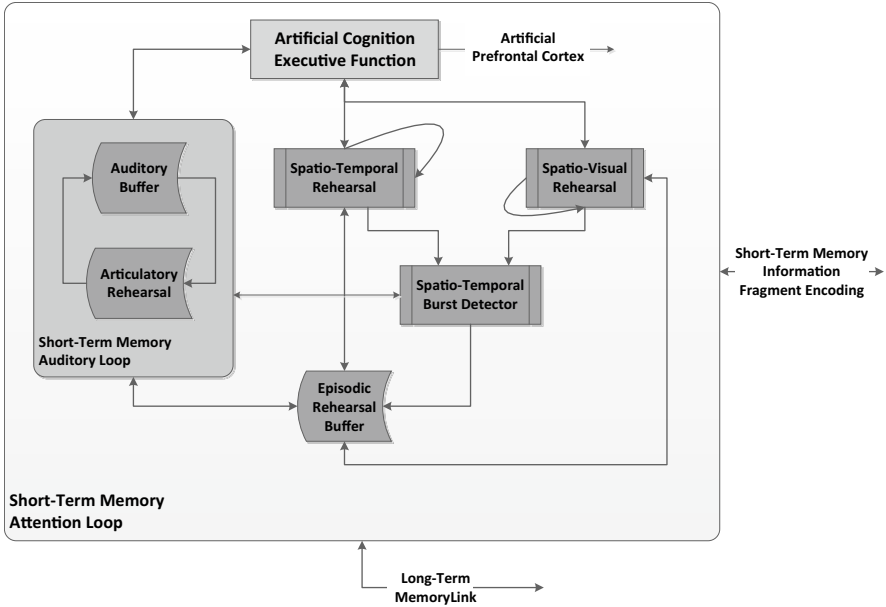 Artificial Cognition
Executive Function
Artificial
Prefrontal Cortex
Auditory
Buffer
Spatio-Temporal
Rehearsal
Spatio-Visual
Rehearsal
Articulatory
Rehearsal
Short-Term Memory
Auditory Loop
Spatio-Temporal
Burst Detector
Short-Term Memory
Information
Fragment Encoding
Episodic
Rehearsal
Buffer
Short-Term Memory
Attention Loop
Long-Term
MemoryLink